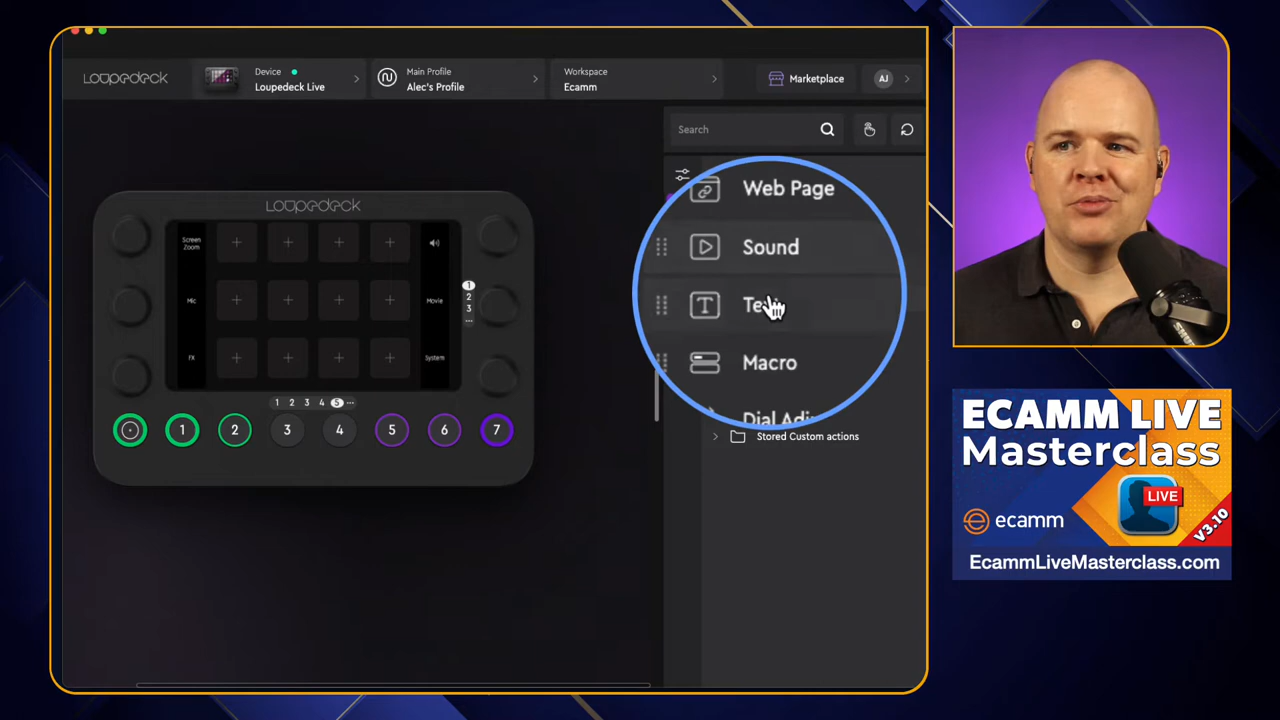 Loupedeck
Device
Loupedeck Live
Main Profile
Alec's Profile
Workspace
Ecamm
Marketplace
AJ
Search
Web Page
Sound
Macro
Stored Custom actions
Loupedeck
Screen
Zoom
Mic
Movie
FX
System
1
2
3
...
1 2 3 4 5 ...
1 2 3 4 5 6 7
ECAMM LIVE
Masterclass
LIVE
ecamm
V3.10
EcammLiveMasterclass.com